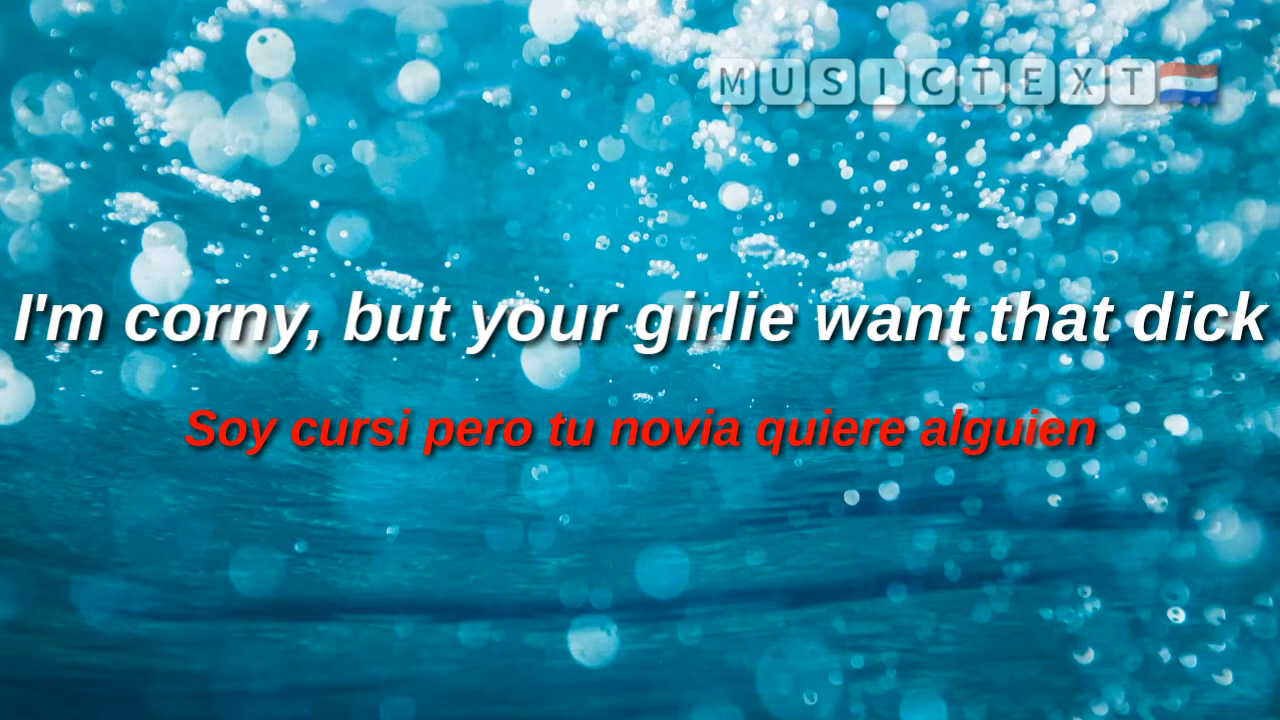 MUSICTEXT
I'm corny, but your girlie want that dick
Soy cursi pero tu novia quiere alguien